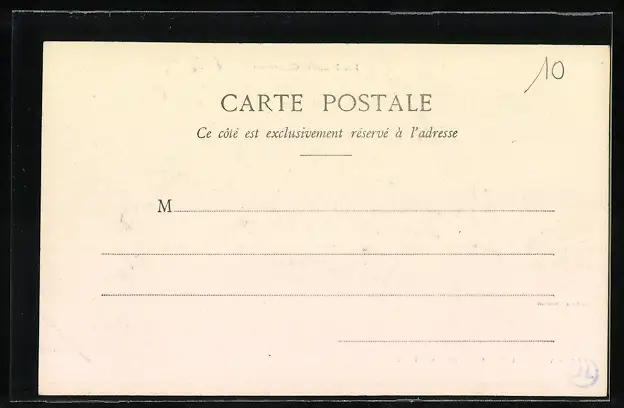 10
CARTE POSTALE
Ce côté est exclusivement réservé à l'adresse
M